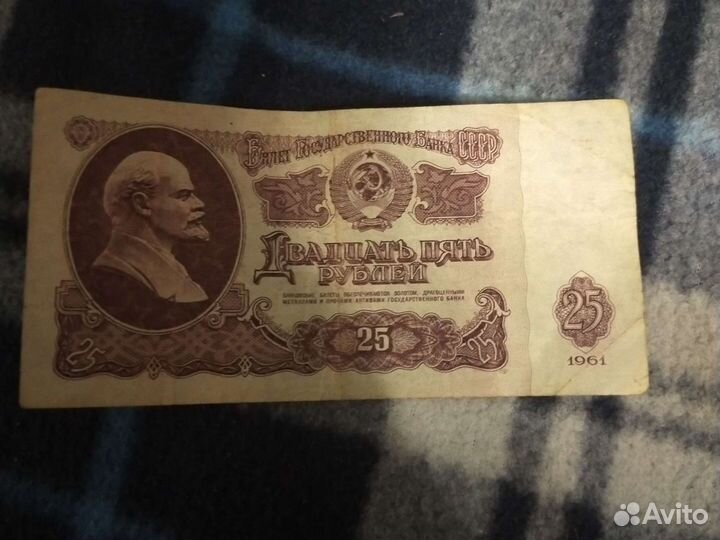 Билет Государственного Банка СССР
Двадцать пять
рублей
БАНКОВСКИЕ БИЛЕТЫ ОБЕСПЕЧИВАЮТСЯ ЗОЛОТОМ, ДРАГОЦЕННЫМИ
МЕТАЛЛАМИ И ПРОЧИМИ АКТИВАМИ ГОСУДАРСТВЕННОГО БАНКА
25
25
25
25
1961
Avito